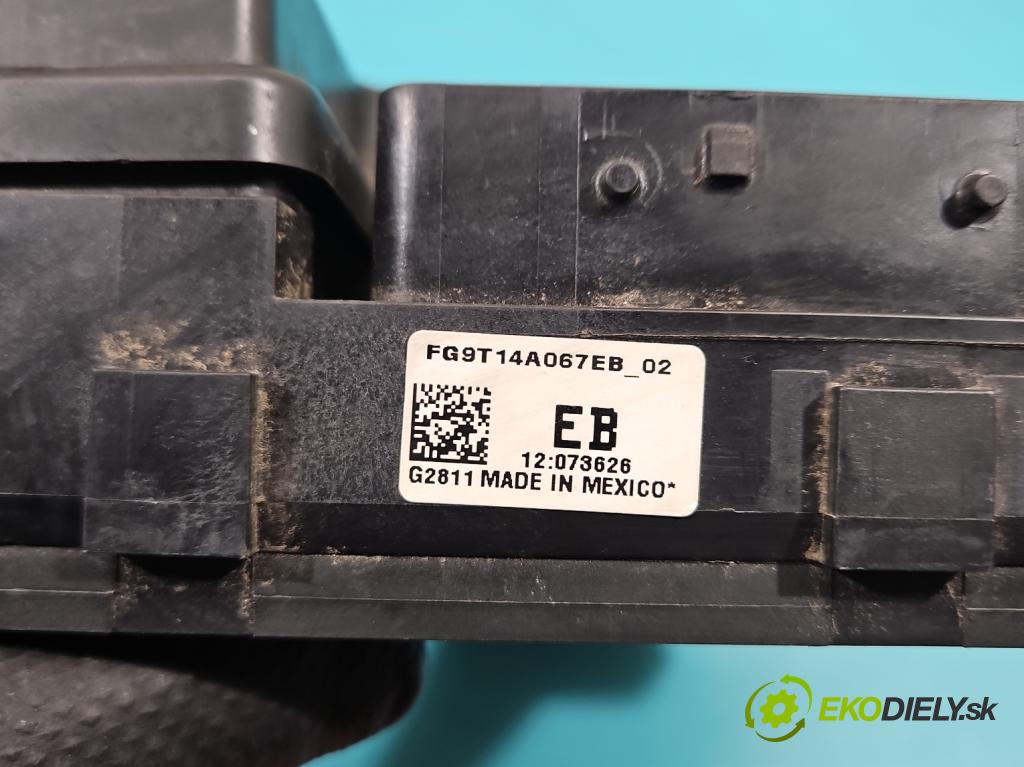 FG9T14A067EB_02
EB
12:073626
G2811 MADE IN MEXICO*
EKODIELY.sk